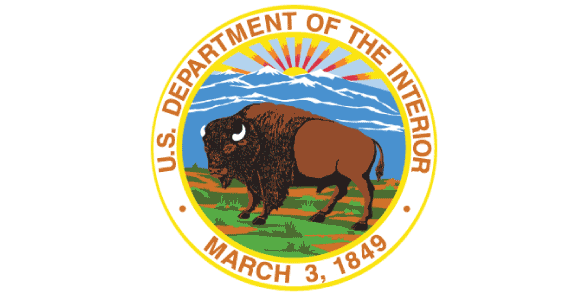 U.S. DEPARTMENT OF THE INTERIOR
MARCH 3, 1849